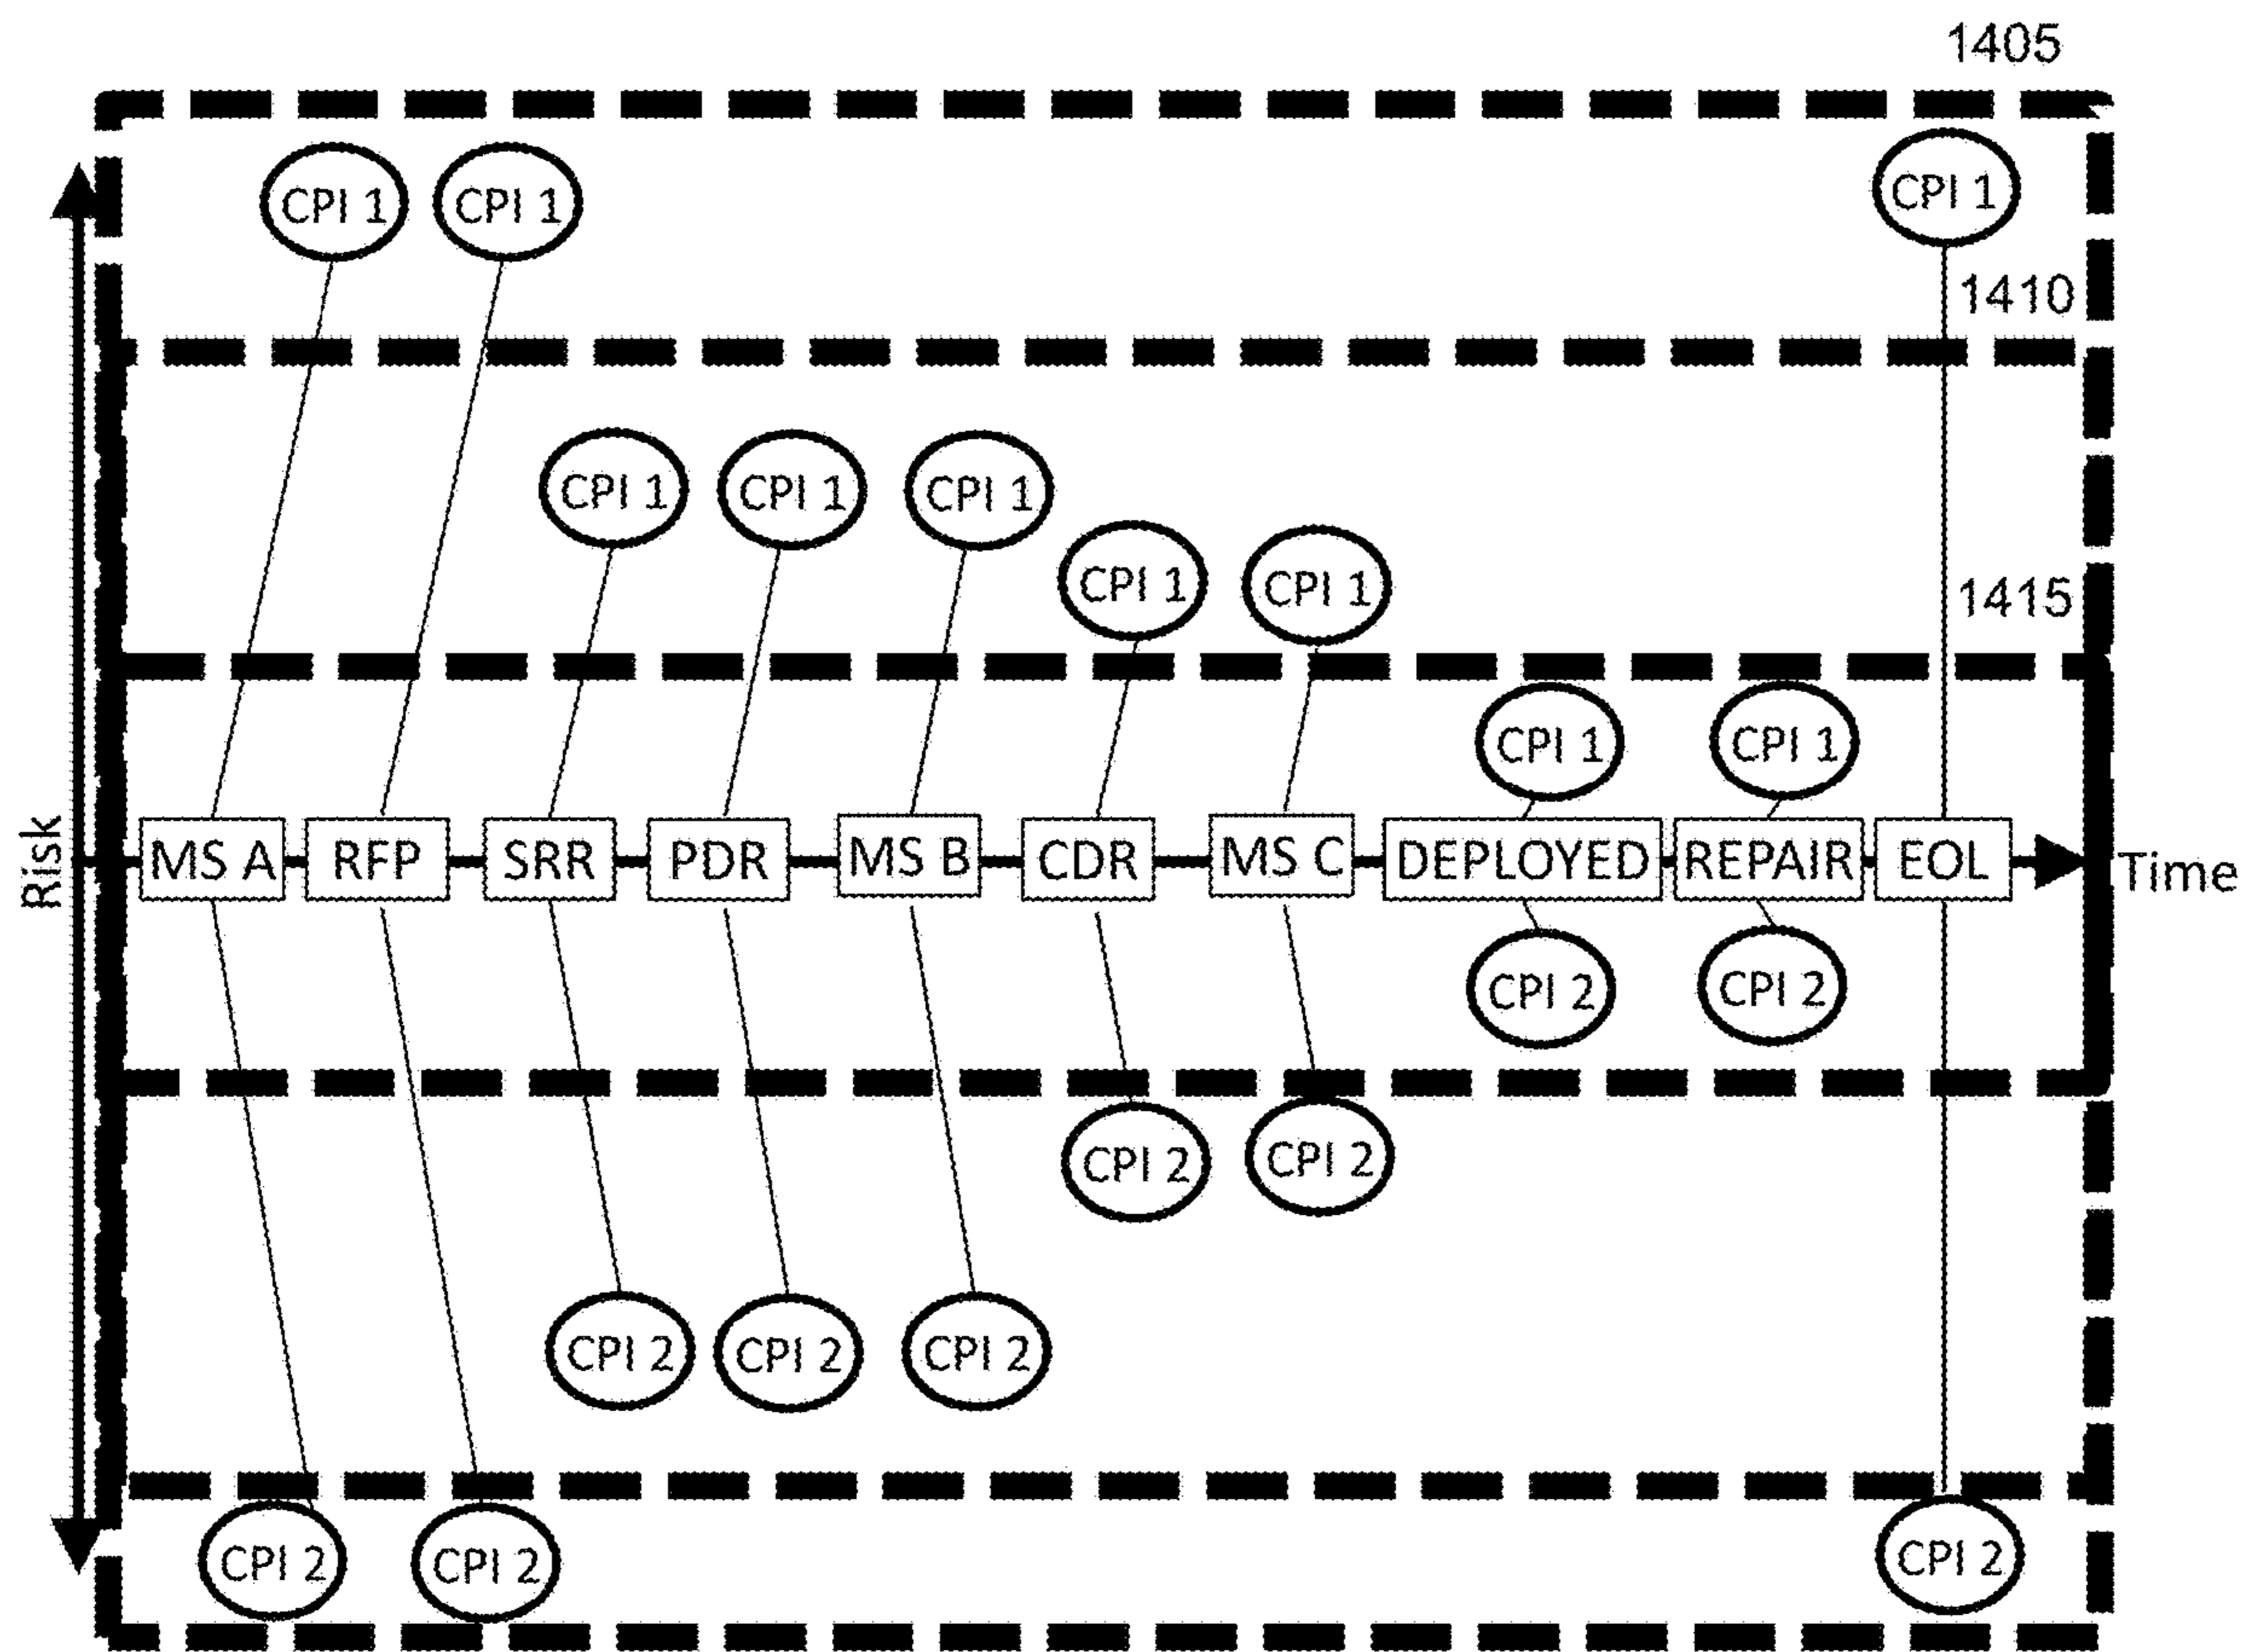 1405
CPI 1 CPI 1 CPI 1
1410
CPI 1 CPI 1 CPI 1
CPI 1 CPI 1
1415
CPI 1 CPI 1
Risk MS A RFP SRR PDR MS B CDR MS C DEPLOYED REPAIR EOL Time
CPI 2 CPI 2
CPI 2 CPI 2
CPI 2 CPI 2 CPI 2
CPI 2 CPI 2 CPI 2